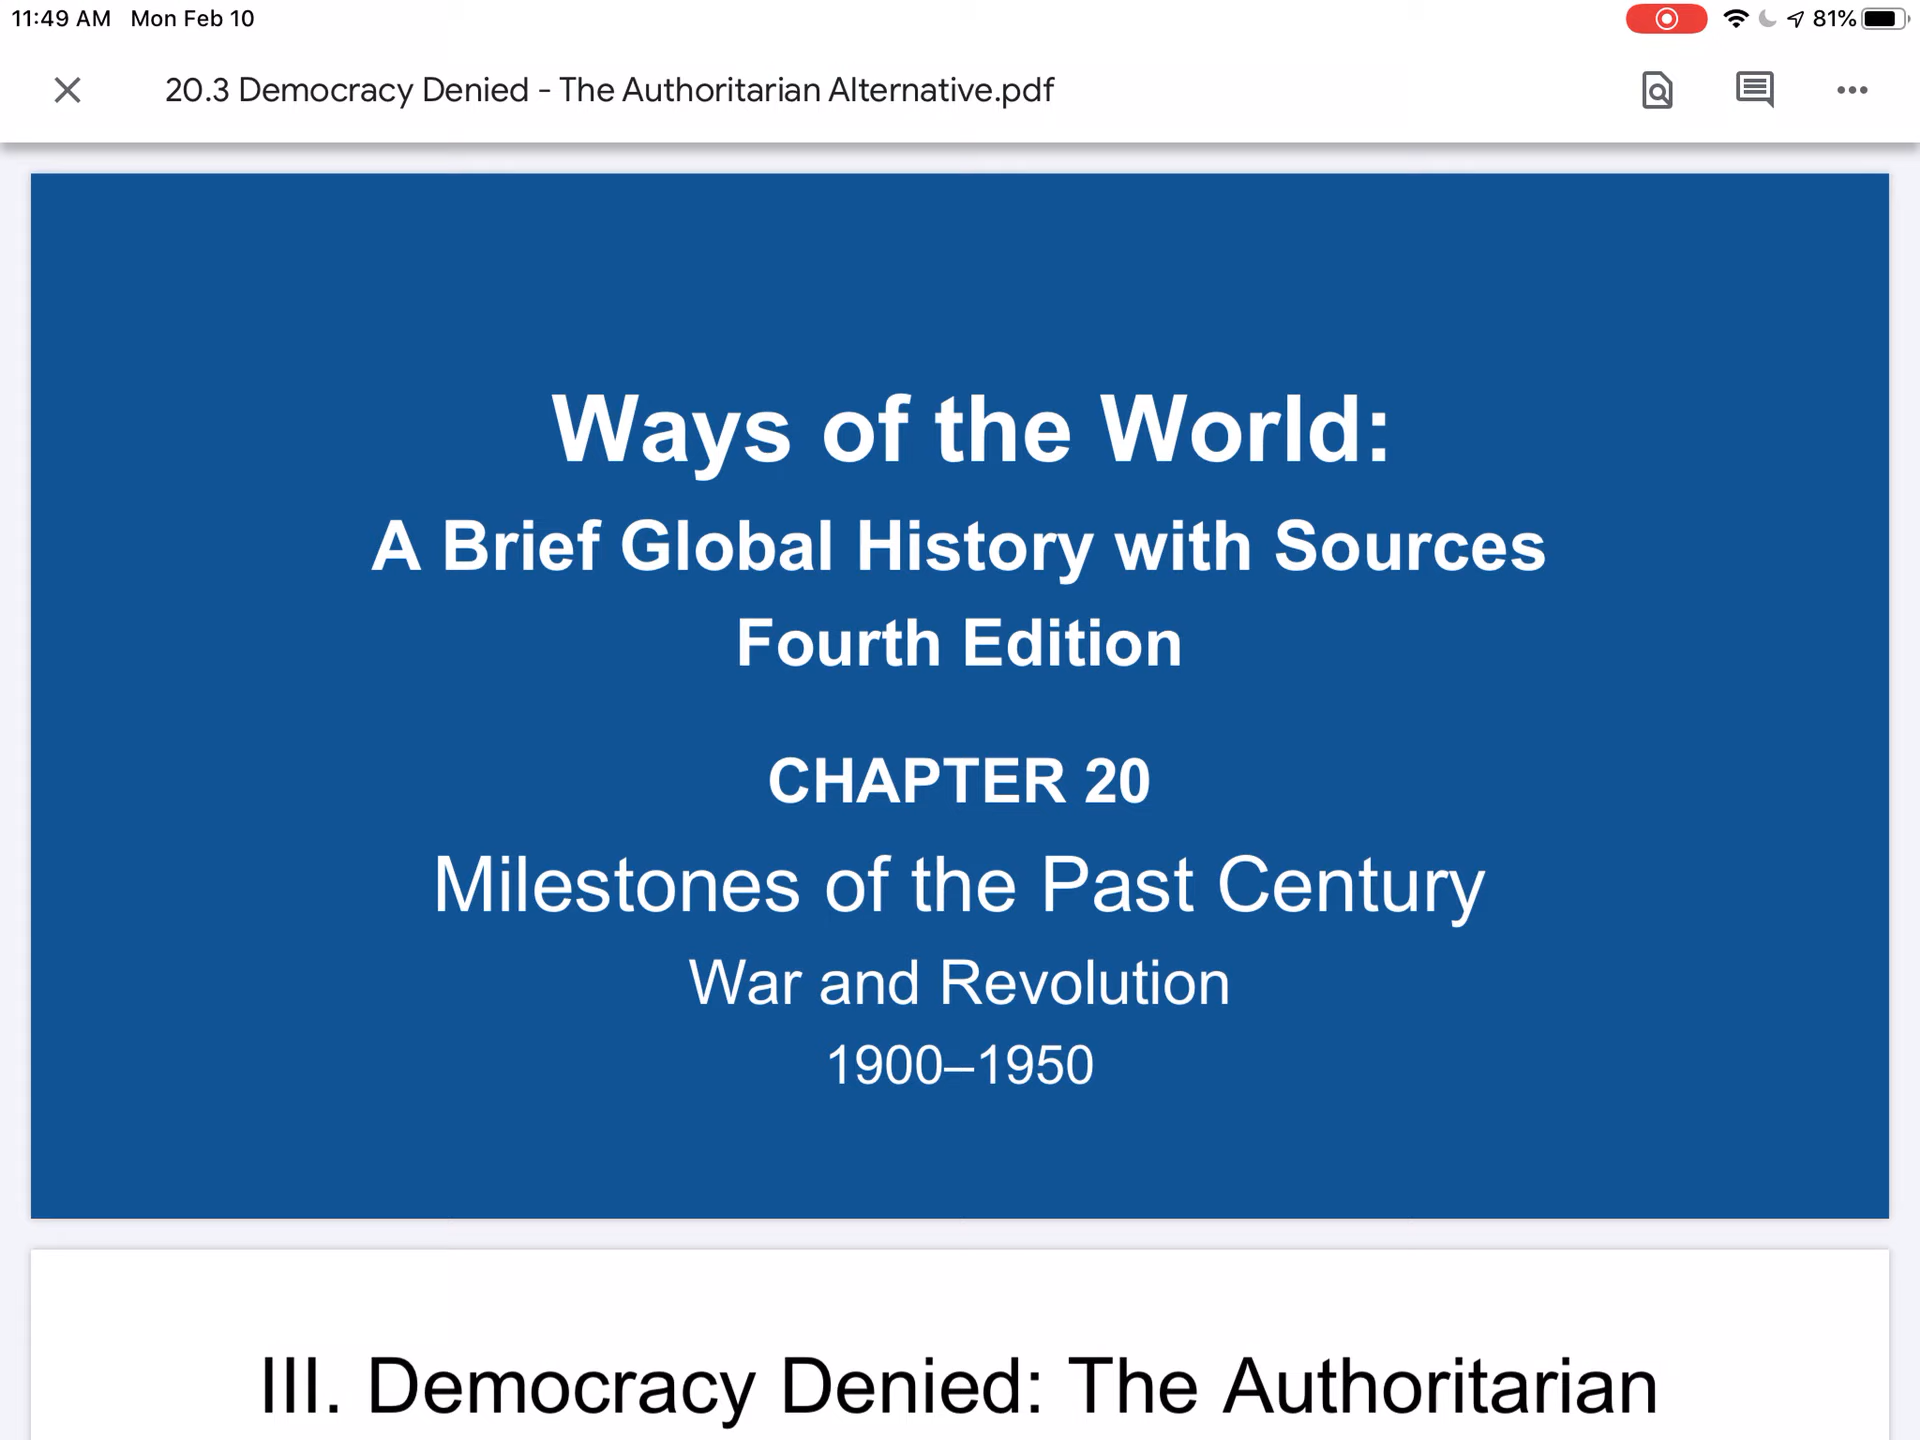 11:49 AM Mon Feb 10
81%
20.3 Democracy Denied - The Authoritarian Alternative.pdf
Ways of the World:
A Brief Global History with Sources
Fourth Edition
CHAPTER 20
Milestones of the Past Century
War and Revolution
1900–1950
III. Democracy Denied: The Authoritarian